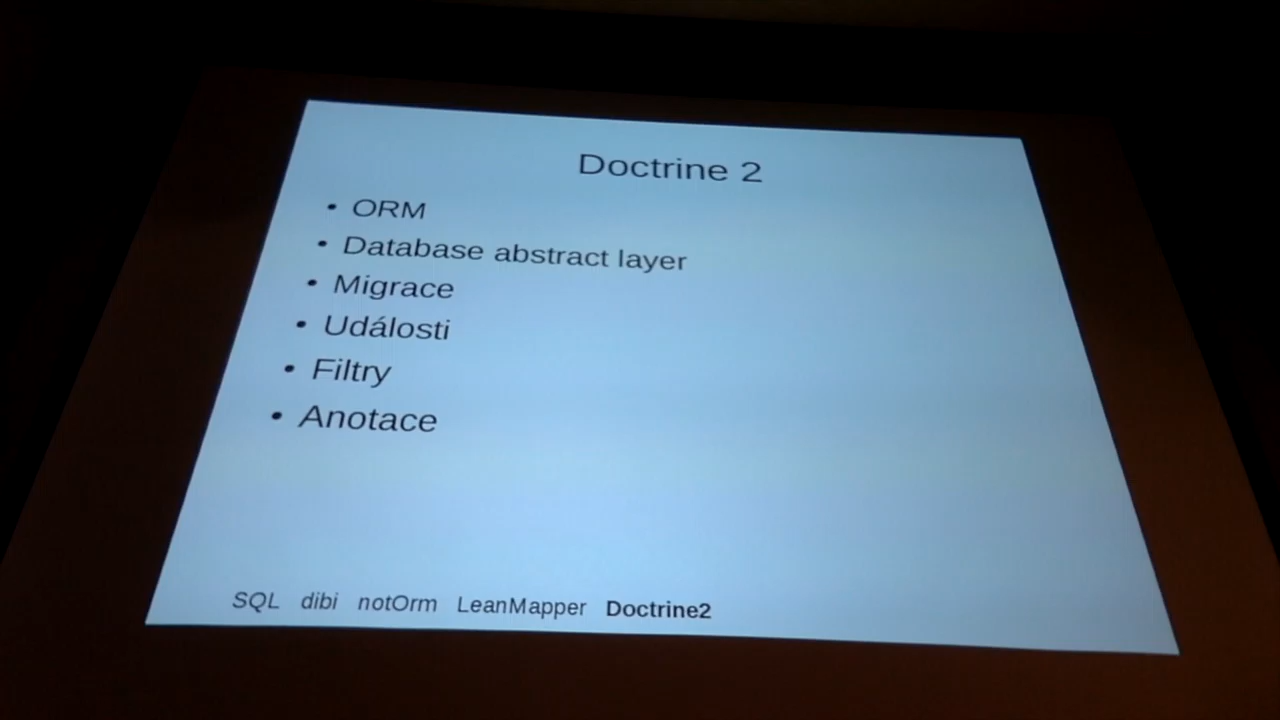 Doctrine 2
• ORM
• Database abstract layer
• Migrace
• Události
• Filtry
• Anotace
SQL dibi notOrm LeanMapper Doctrine2